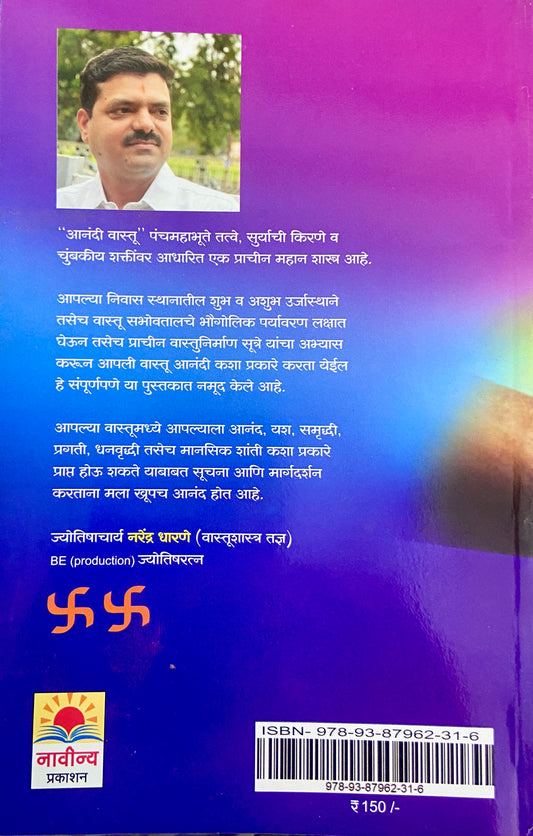 “आनंदी वास्तू” पंचमहाभूते तत्वे, सुर्याची किरणे व
चुंबकीय शक्तींवर आधारित एक प्राचीन महान शास्त्र आहे.
आपल्या निवास स्थानातील शुभ व अशुभ उर्जास्थाने
तसेच वास्तू सभोवतालचे भौगोलिक पर्यावरण लक्षात
घेऊन तसेच प्राचीन वास्तुनिर्माण सूत्रे यांचा अभ्यास
करून आपली वास्तू आनंदी कशा प्रकारे करता येईल
हे संपूर्णपणे या पुस्तकात नमूद केले आहे.
आपल्या वास्तूमध्ये आपल्याला आनंद, यश, समृद्धी,
प्रगती, धनवृद्धी तसेच मानसिक शांती कशा प्रकारे
प्राप्त होऊ शकते याबाबत सूचना आणि मार्गदर्शन
करताना मला खूपच आनंद होत आहे.
ज्योतिषाचार्य नरेंद्र धारणे (वास्तूशास्त्र तज्ञ)
BE (production) ज्योतिषरत्न
नावीन्य
प्रकाशन
ISBN- 978-93-87962-31-6
978-93-87962-31-6
₹150 /-